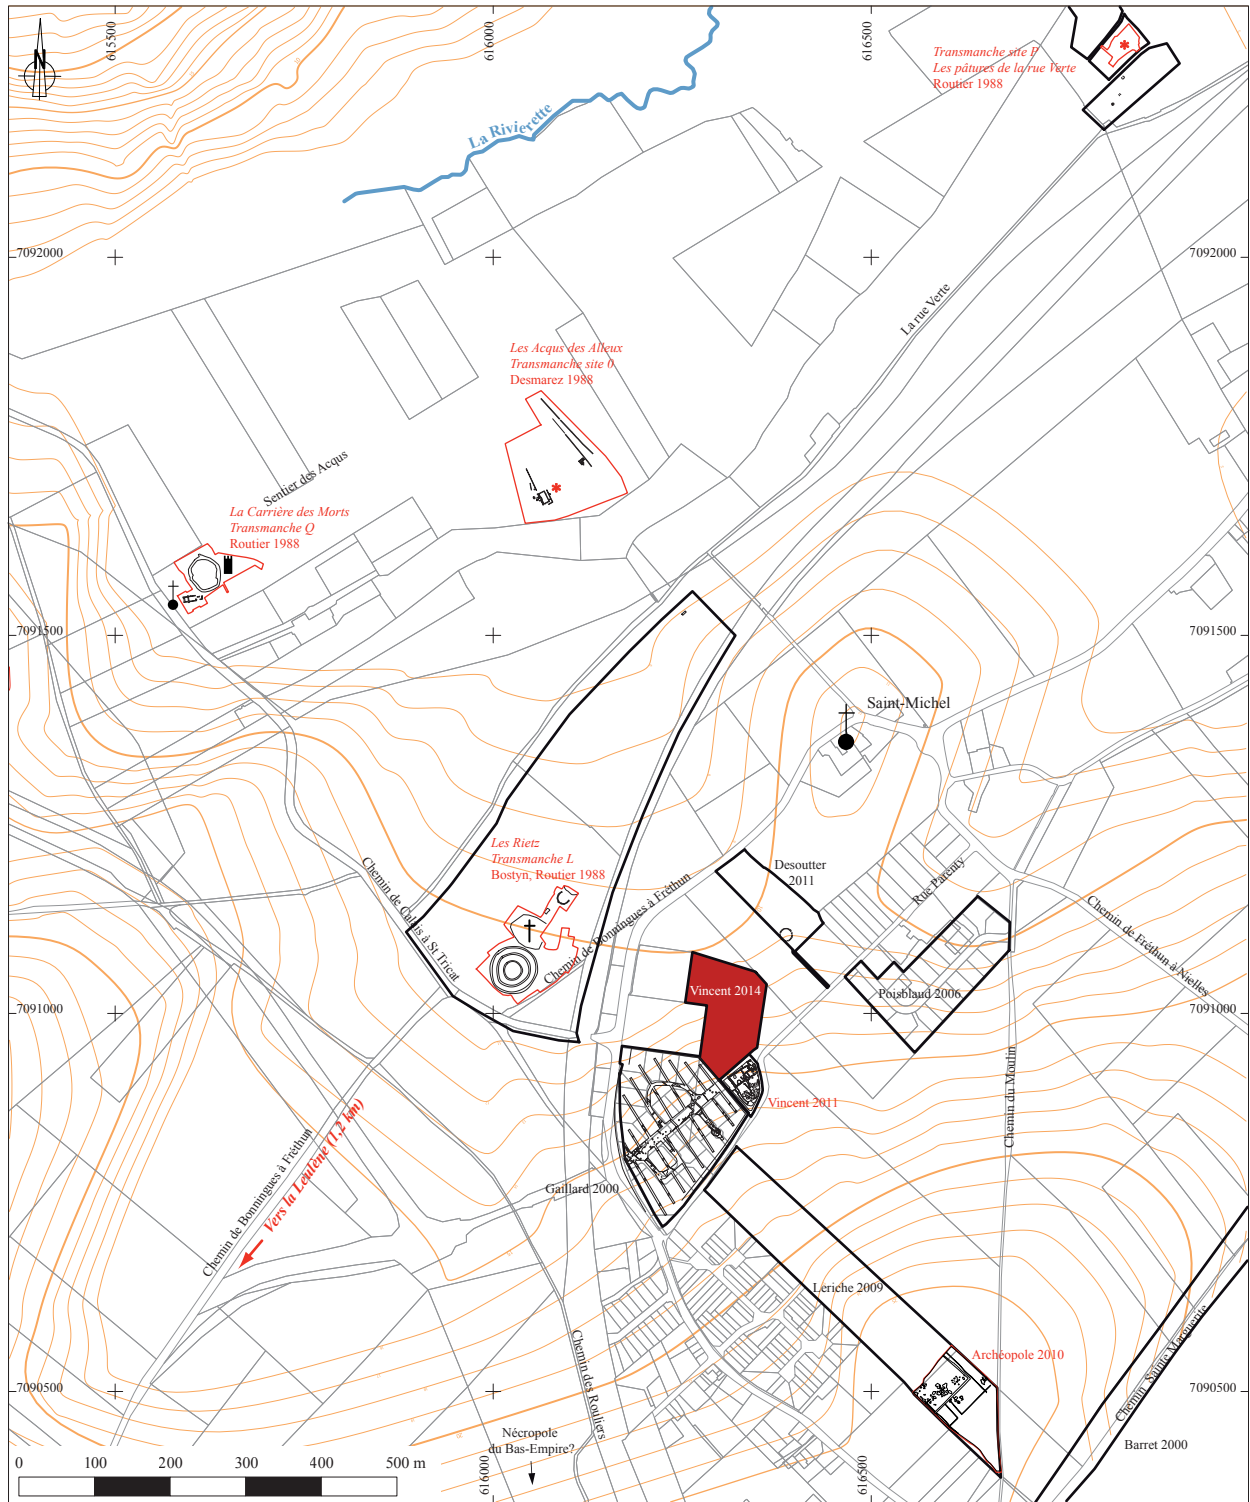 N
615500
616000
616500
Transmanche site P
Les pâtures de la rue Verte
Routier 1988
La Rivierette
7092000
7092000
La rue Verte
Les Acqus des Alleux
Transmanche site 0
Desmarez 1988
Sentier des Acqus
La Carrière des Morts
Transmanche Q
Routier 1988
7091500
7091500
Saint-Michel
Les Rietz
Transmanche L
Bostyn, Routier 1988
Chemin de Calais à St Tricat
Chemin de Bonningues à Fréthun
Desoutter
2011
Rue Parenty
Chemin de Fréthun à Nielles
Vincent 2014
Poisblaud 2006
7091000
7091000
Chemin du Moulin
Vincent 2011
Chemin de Bonningues à Fréthun
Vers la Leulène (1,2 km)
Gaillard 2000
Leriche 2009
Chemin des Rouliers
Archéopole 2010
Chemin Sainte Marguerite
7090500
7090500
Nécropole
du Bas-Empire?
Barret 2000
0 100 200 300 400 500 m
616000
616500